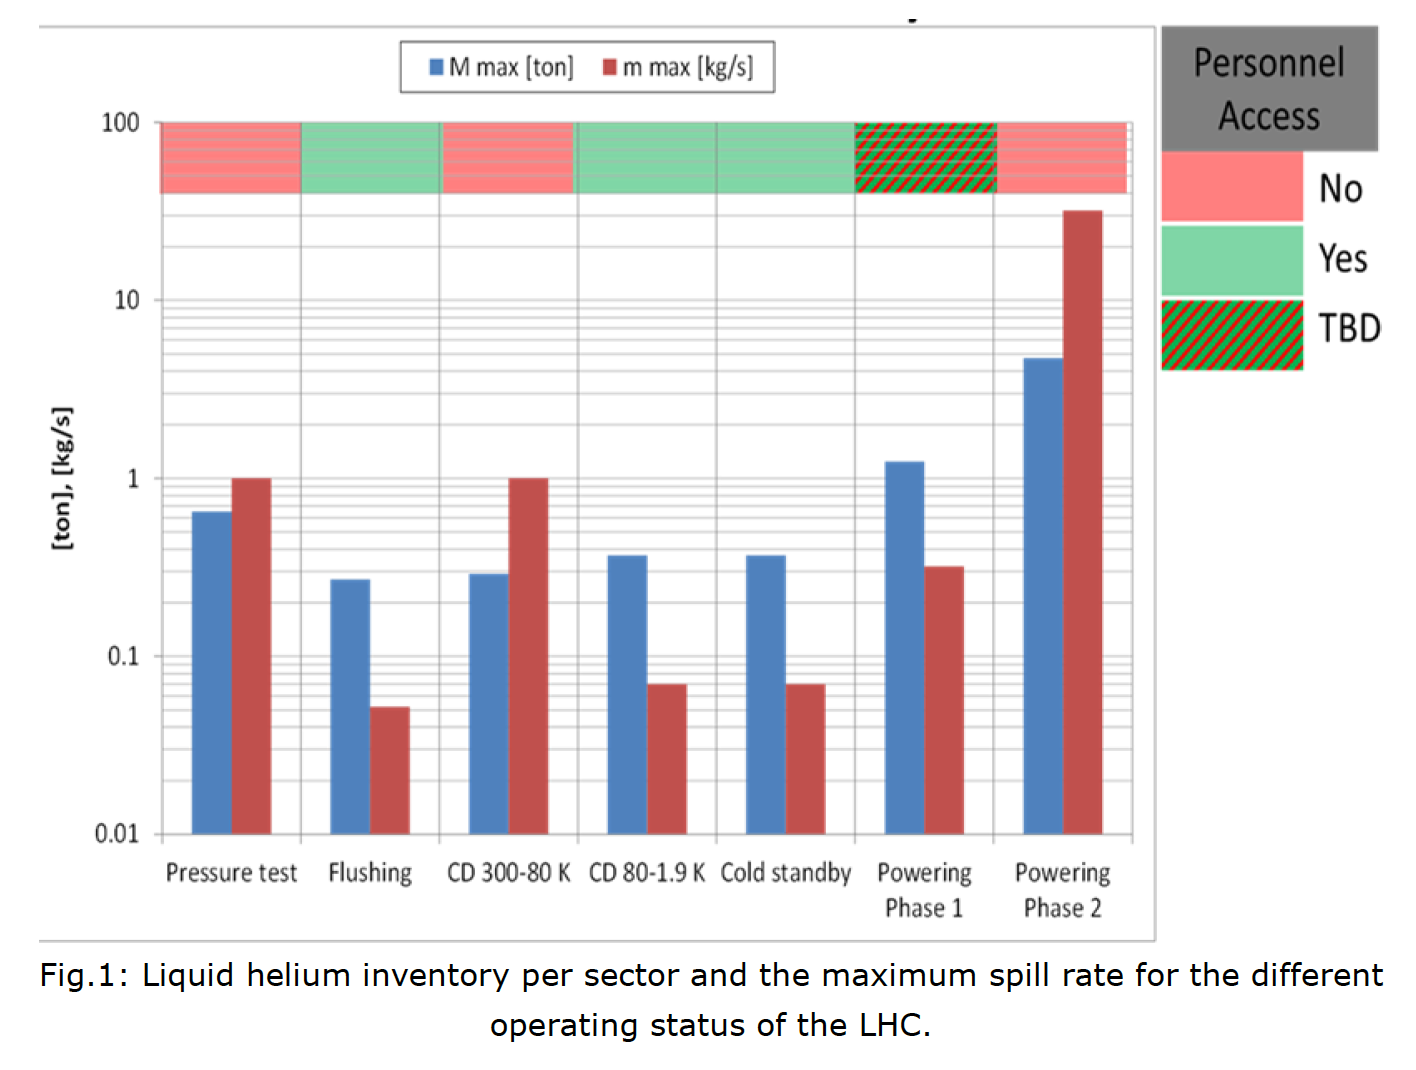 M max [ton] m max [kg/s]
Personnel
Access
No
Yes
TBD
100
10
1
0.1
0.01
[ton], [kg/s]
Pressure test Flushing CD 300-80 K CD 80-1.9 K Cold standby Powering Phase 1 Powering Phase 2
Fig.1: Liquid helium inventory per sector and the maximum spill rate for the different
operating status of the LHC.